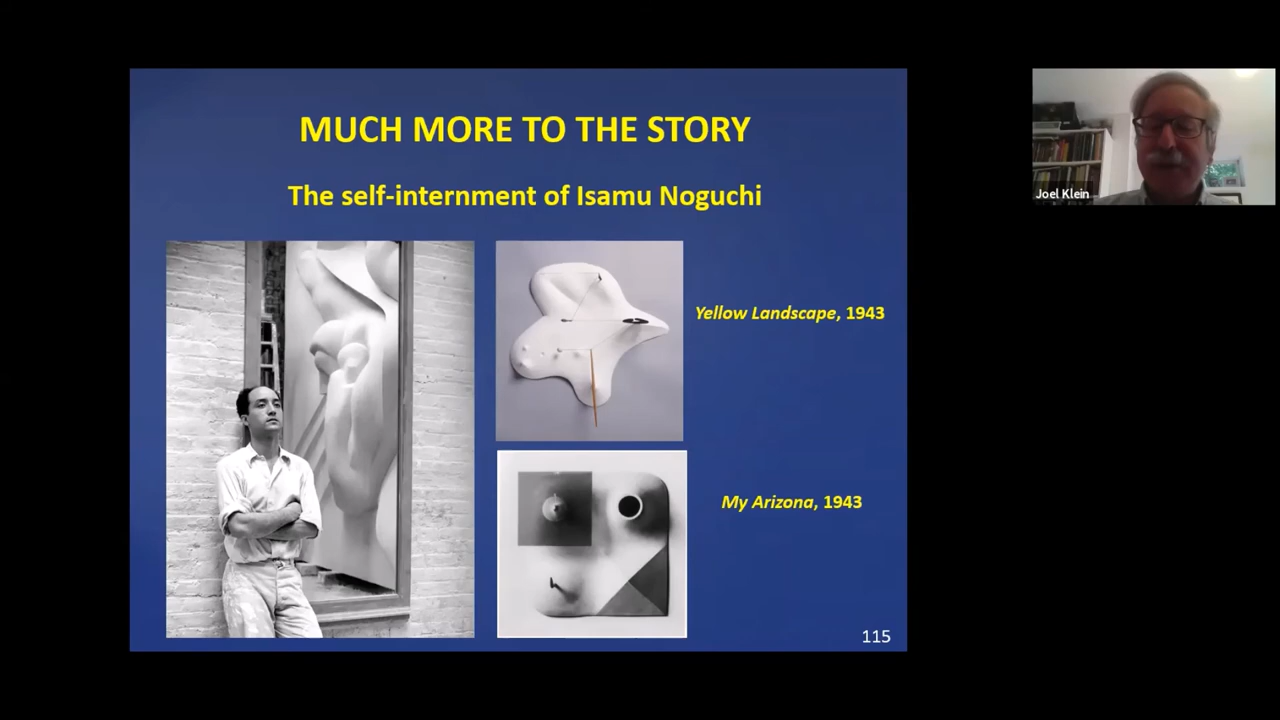 MUCH MORE TO THE STORY
The self-internment of Isamu Noguchi
Yellow Landscape, 1943
My Arizona, 1943
115
Joel Klein